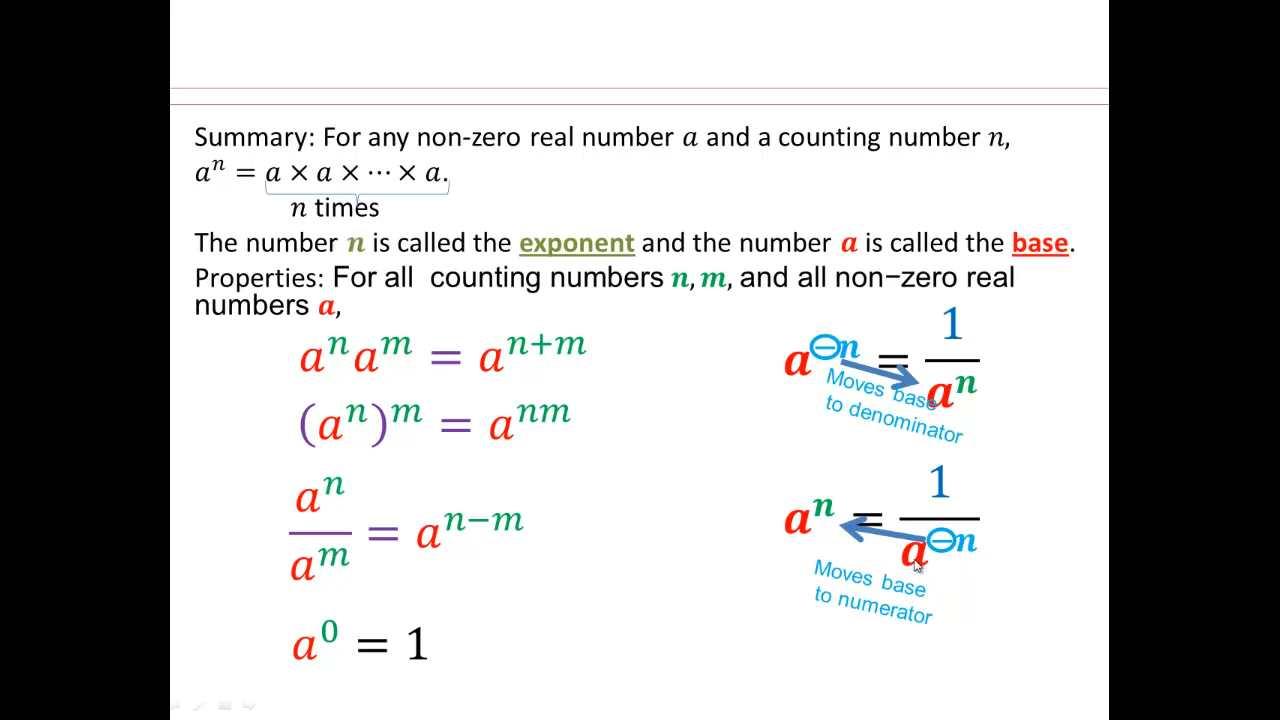 Summary: For any non-zero real number a and a counting number n,
aⁿ = a × a × ⋯ × a.
n times
The number n is called the exponent and the number a is called the base.
Properties: For all counting numbers n, m, and all non−zero real
numbers a,
aⁿaᵐ = aⁿ⁺ᵐ
(aⁿ)ᵐ = aⁿᵐ
aⁿ/aᵐ = aⁿ⁻ᵐ
a⁰ = 1
a⁻ⁿ = 1/aⁿ
Moves base
to denominator
aⁿ = 1/a⁻ⁿ
Moves base
to numerator